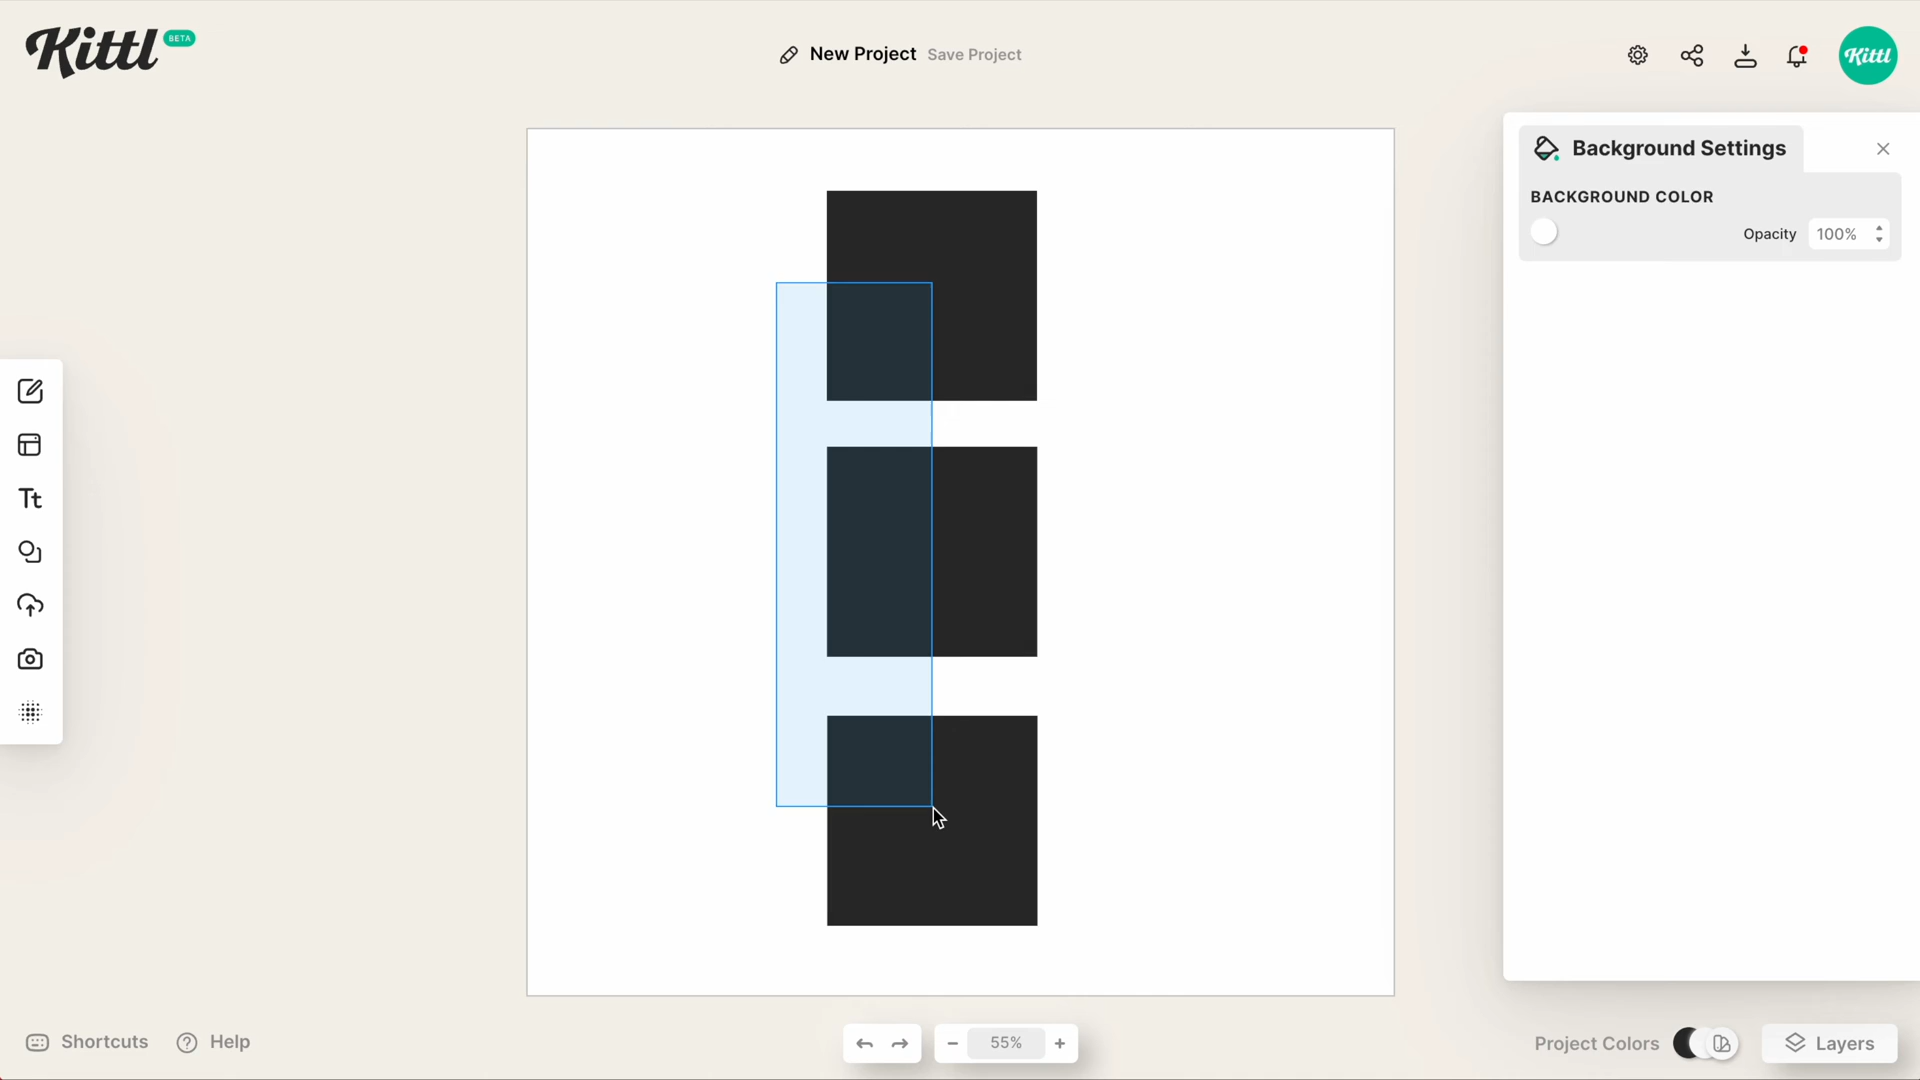 Kittl BETA
New Project Save Project
Kittl
Background Settings
BACKGROUND COLOR
Opacity 100%
Tt
Shortcuts Help
55%
Project Colors Layers